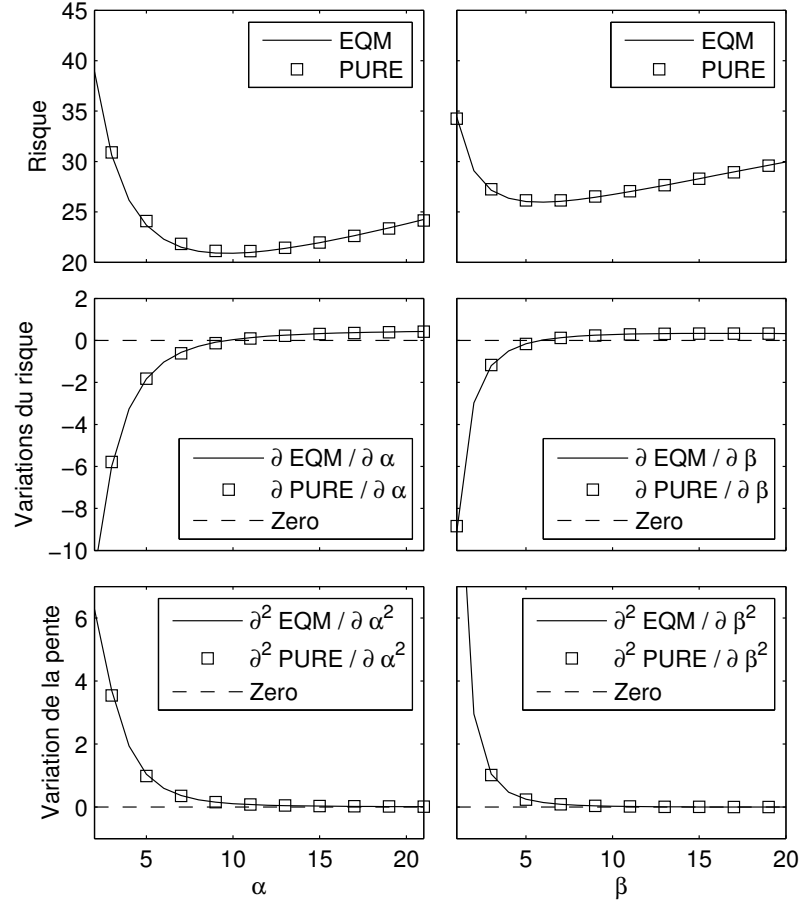 45
40
35
30
25
20
Risque
EQM
PURE
EQM
PURE
2
0
−2
−4
−6
−8
−10
Variations du risque
∂ EQM / ∂ α
∂ PURE / ∂ α
Zero
∂ EQM / ∂ β
∂ PURE / ∂ β
Zero
6
4
2
0
Variation de la pente
∂² EQM / ∂ α²
∂² PURE / ∂ α²
Zero
∂² EQM / ∂ β²
∂² PURE / ∂ β²
Zero
5 10 15 20
α
5 10 15 20
β